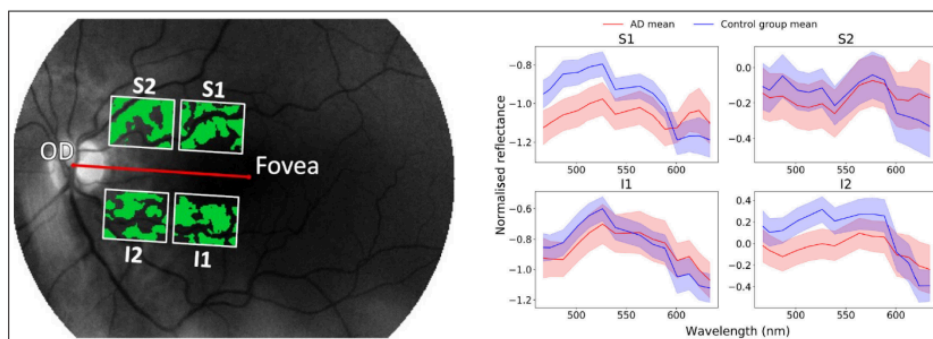 S2 S1
OD
Fovea
I2 I1
AD mean Control group mean
S1
S2
Normalised reflectance
−0.8
−1.0
−1.2
500 550 600
0.0
−0.2
−0.4
500 550 600
I1
I2
−0.6
−0.8
−1.0
−1.2
500 550 600
0.4
0.2
0.0
−0.2
−0.4
500 550 600
Wavelength (nm)